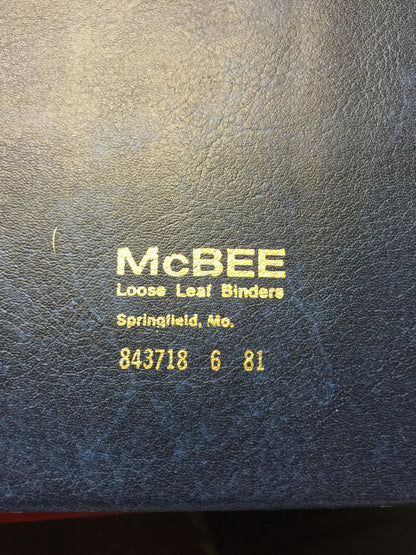 McBEE
Loose Leaf Binders
Springfield, Mo.
843718 6 81